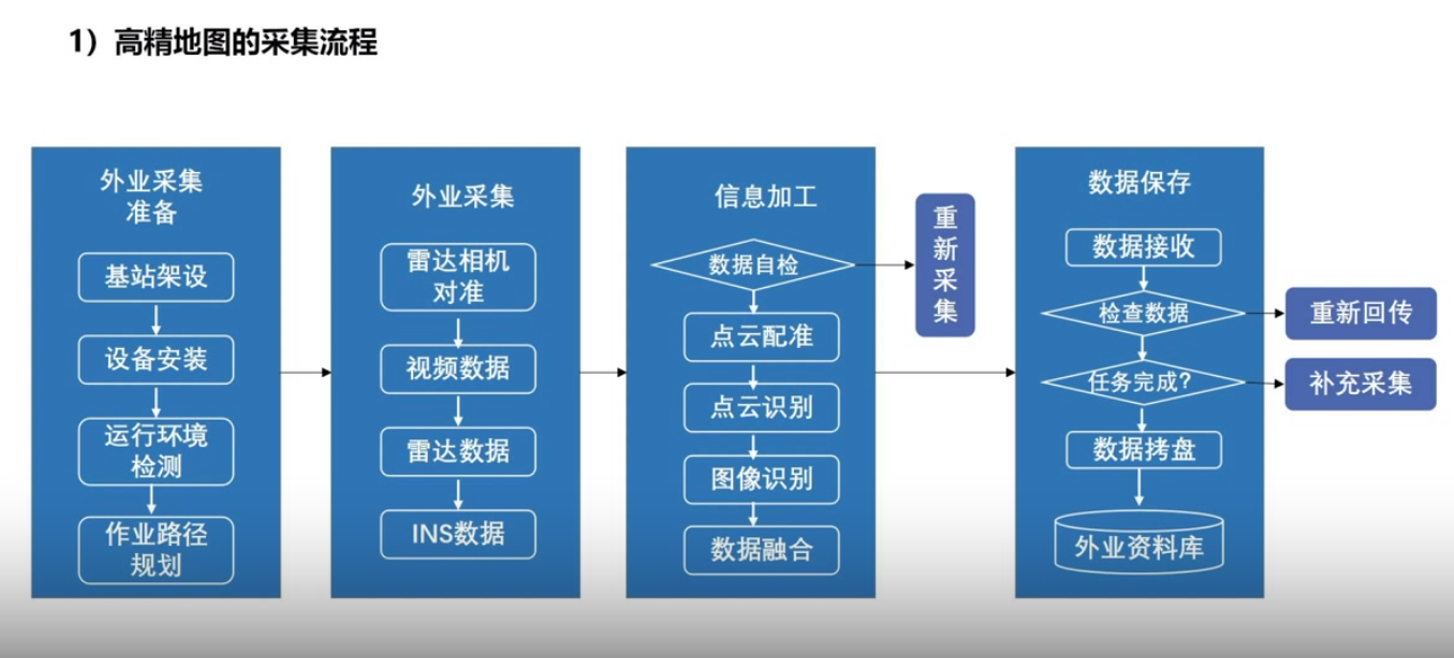 1）高精地图的采集流程
外业采集
准备
基站架设
设备安装
运行环境
检测
作业路径
规划
外业采集
雷达相机
对准
视频数据
雷达数据
INS数据
信息加工
数据自检
点云配准
点云识别
图像识别
数据融合
重
新
采
集
数据保存
数据接收
检查数据
任务完成？
数据拷盘
外业资料库
重新回传
补充采集